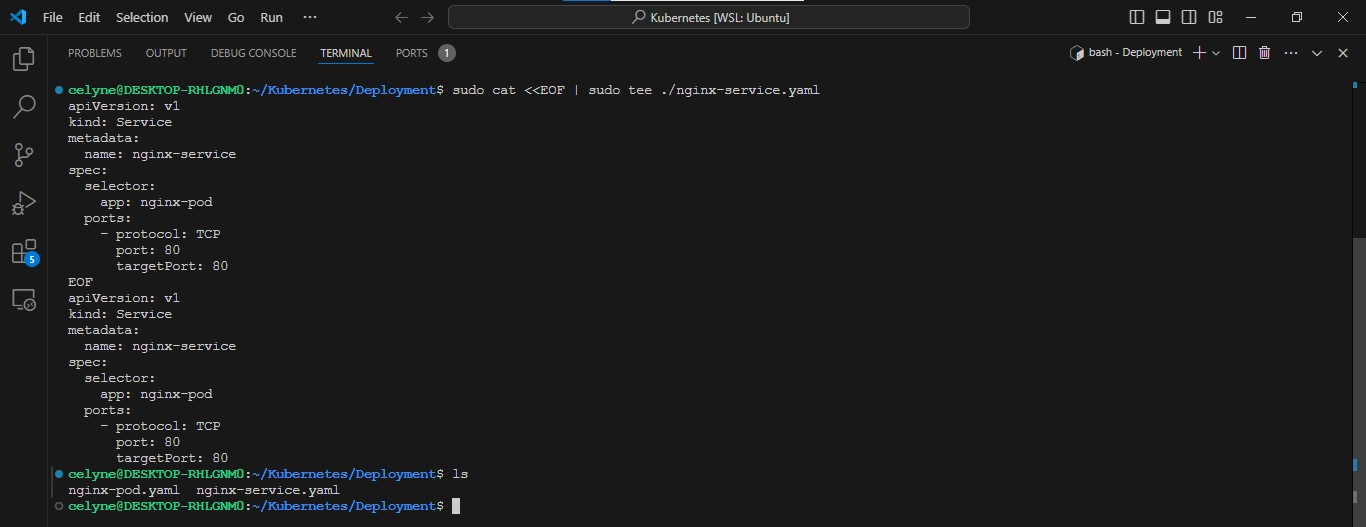 File Edit Selection View Go Run ··· Kubernetes [WSL: Ubuntu]
PROBLEMS OUTPUT DEBUG CONSOLE TERMINAL PORTS 1 bash - Deployment
celyne@DESKTOP-RHLGNM0:~/Kubernetes/Deployment$ sudo cat <<EOF | sudo tee ./nginx-service.yaml
apiVersion: v1
kind: Service
metadata:
  name: nginx-service
spec:
  selector:
    app: nginx-pod
  ports:
    - protocol: TCP
      port: 80
      targetPort: 80
EOF
apiVersion: v1
kind: Service
metadata:
  name: nginx-service
spec:
  selector:
    app: nginx-pod
  ports:
    - protocol: TCP
      port: 80
      targetPort: 80
celyne@DESKTOP-RHLGNM0:~/Kubernetes/Deployment$ ls
nginx-pod.yaml  nginx-service.yaml
celyne@DESKTOP-RHLGNM0:~/Kubernetes/Deployment$
5